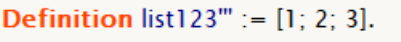 Definition list123''' := [1; 2; 3].